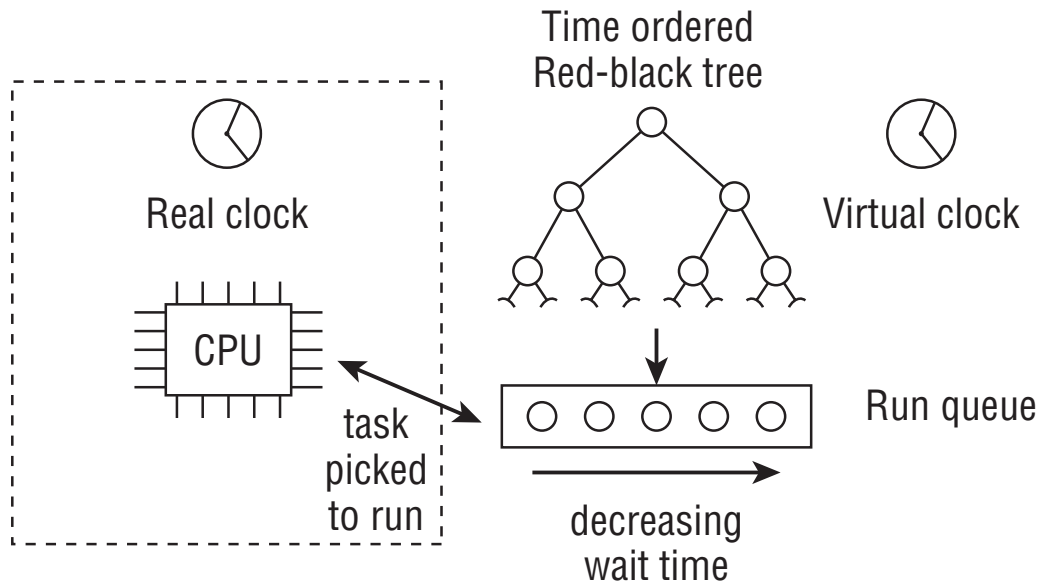 Time ordered
Red-black tree
Real clock
Virtual clock
CPU
task
picked
to run
Run queue
decreasing
wait time